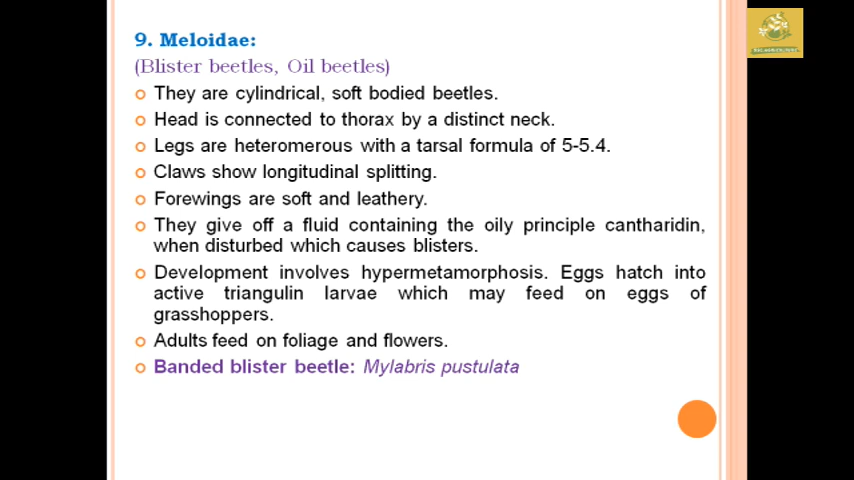 9. Meloidae:
(Blister beetles, Oil beetles)
They are cylindrical, soft bodied beetles.
Head is connected to thorax by a distinct neck.
Legs are heteromerous with a tarsal formula of 5-5.4.
Claws show longitudinal splitting.
Forewings are soft and leathery.
They give off a fluid containing the oily principle cantharidin,
when disturbed which causes blisters.
Development involves hypermetamorphosis. Eggs hatch into
active triangulin larvae which may feed on eggs of
grasshoppers.
Adults feed on foliage and flowers.
Banded blister beetle: Mylabris pustulata